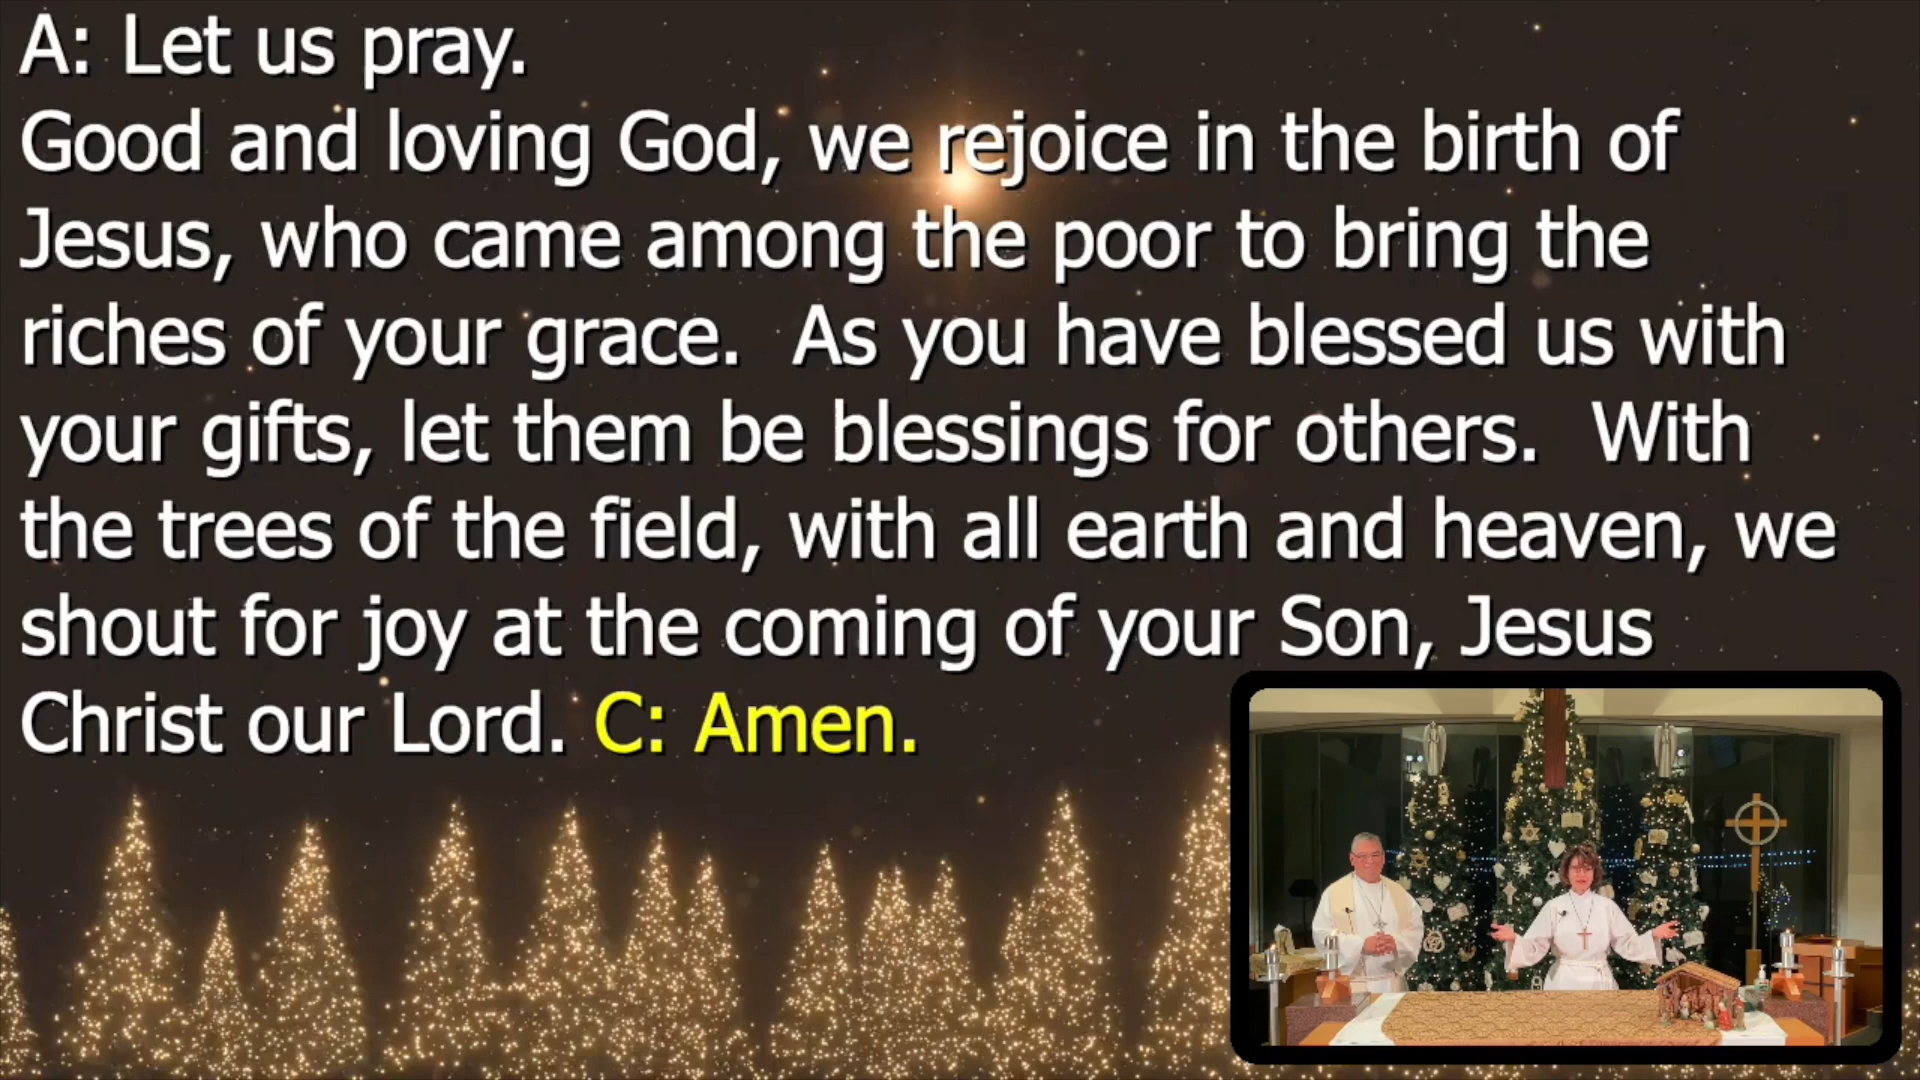 A: Let us pray.
Good and loving God, we rejoice in the birth of
Jesus, who came among the poor to bring the
riches of your grace.  As you have blessed us with
your gifts, let them be blessings for others.  With
the trees of the field, with all earth and heaven, we
shout for joy at the coming of your Son, Jesus
Christ our Lord. C: Amen.